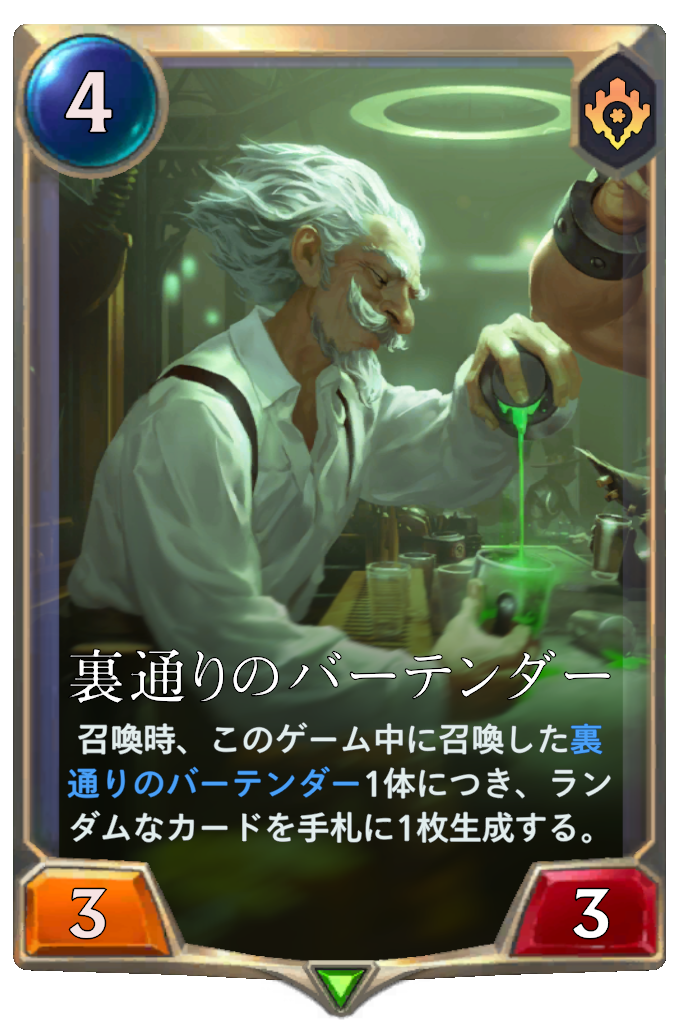 4
裏通りのバーテンダー
召喚時、このゲーム中に召喚した裏
通りのバーテンダー1体につき、ラン
ダムなカードを手札に1枚生成する。
3
3